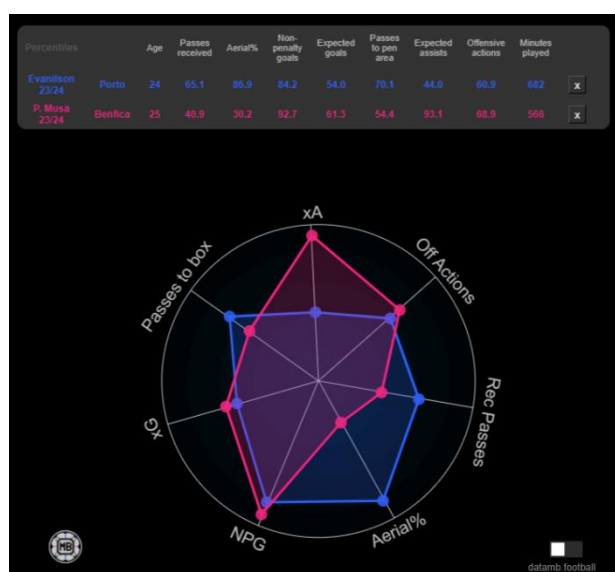 Percentiles Age Passes received Aerial% Non-penalty goals Expected goals Passes to pen area Expected assists Offensive actions Minutes played
Evanilson 23/24 Porto 24 65.1 86.9 84.2 54.0 70.1 44.0 60.9 682 x
P. Musa 23/24 Benfica 25 40.9 30.2 92.7 61.3 54.4 93.1 68.9 566 x
xA
Off Actions
Passes to box
Rec Passes
xG
Aerial%
NPG
MB
datamb.football